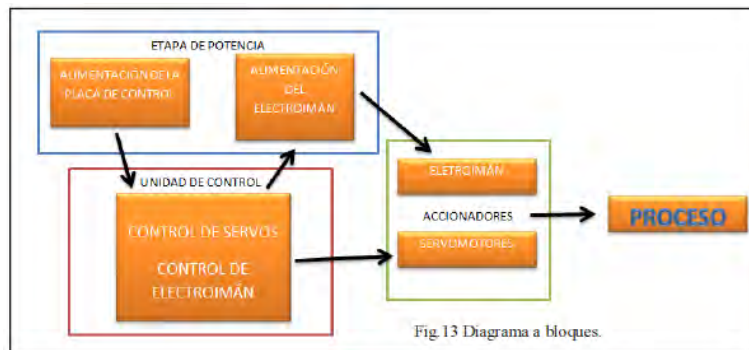 ETAPA DE POTENCIA
ALIMENTACIÓN DE LA
PLACA DE CONTROL
ALIMENTACIÓN
DEL
ELECTROIMÁN
UNIDAD DE CONTROL
CONTROL DE SERVOS
CONTROL DE
ELECTROIMÁN
ELETROIMÁN
ACCIONADORES
SERVOMOTORES
PROCESO
Fig.13 Diagrama a bloques.